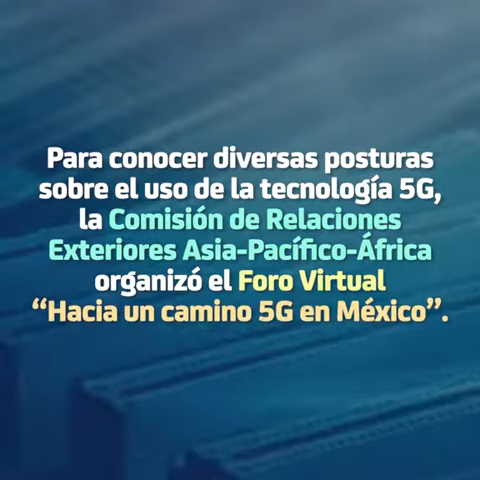 Para conocer diversas posturas
sobre el uso de la tecnología 5G,
la Comisión de Relaciones
Exteriores Asia-Pacífico-África
organizó el Foro Virtual
“Hacia un camino 5G en México”.